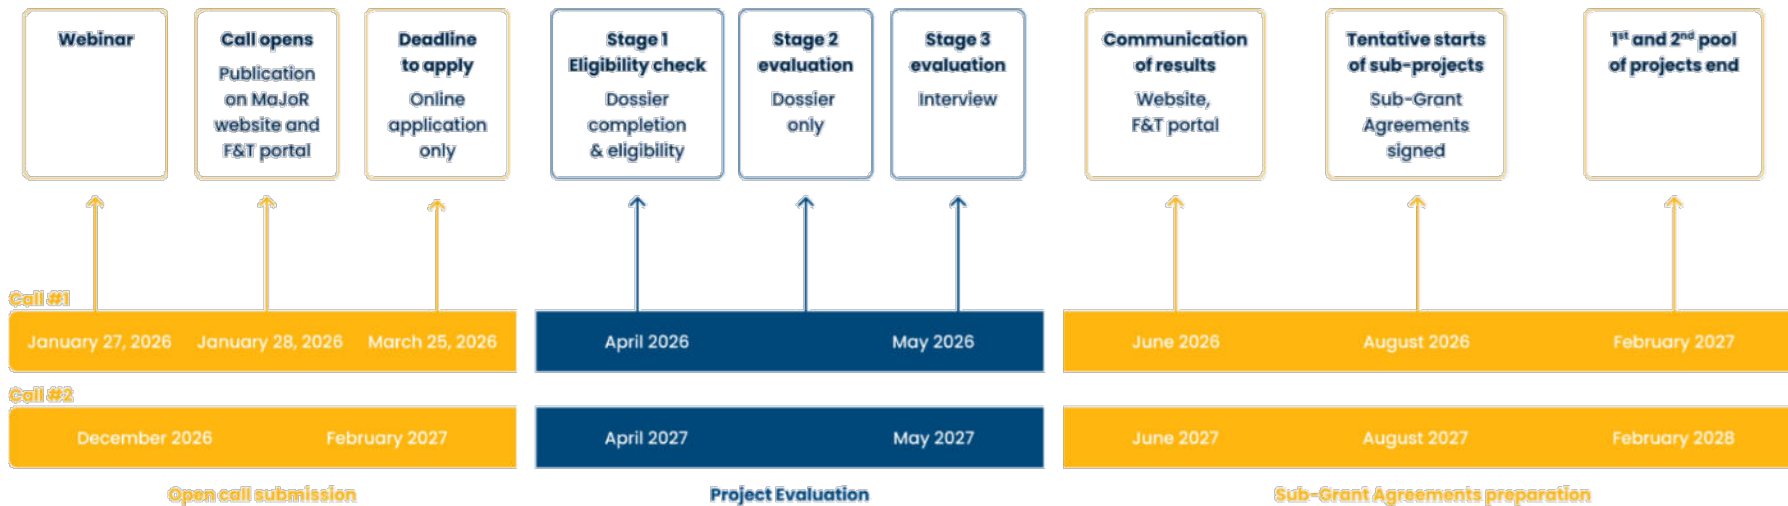 Webinar
Call opens
Publication
on MaJoR
website and
F&T portal
Deadline
to apply
Online
application
only
Stage 1
Eligibility check
Dossier
completion
& eligibility
Stage 2
evaluation
Dossier
only
Stage 3
evaluation
Interview
Communication
of results
Website,
F&T portal
Tentative starts
of sub-projects
Sub-Grant
Agreements
signed
1st and 2nd pool
of projects end
Call #1
January 27, 2026 January 28, 2026 March 25, 2026 April 2026 May 2026 June 2026 August 2026 February 2027
Call #2
December 2026 February 2027 April 2027 May 2027 June 2027 August 2027 February 2028
Open call submission Project Evaluation Sub-Grant Agreements preparation